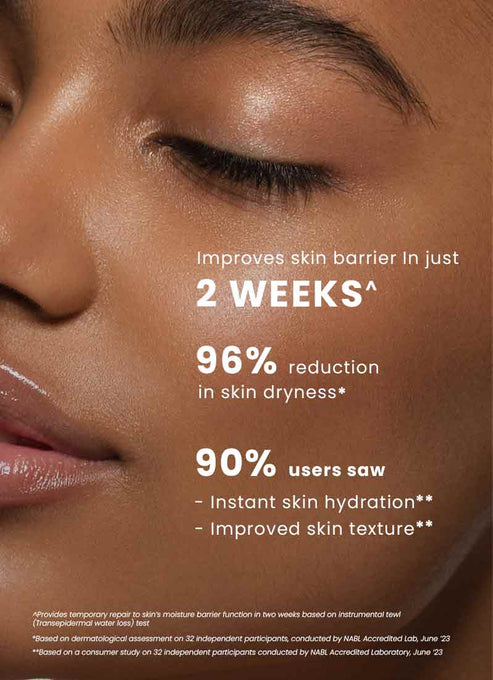 Improves skin barrier In just
2 WEEKS^
96% reduction
in skin dryness*
90% users saw
- Instant skin hydration**
- Improved skin texture**
^Provides temporary repair to skin's moisture barrier function in two weeks based on instrumental tewl
(Transepidermal water loss) test
*Based on dermatological assessment on 32 independent participants, conducted by NABL Accredited Lab, June '23
**Based on a consumer study on 32 independent participants conducted by NABL Accredited Laboratory, June '23